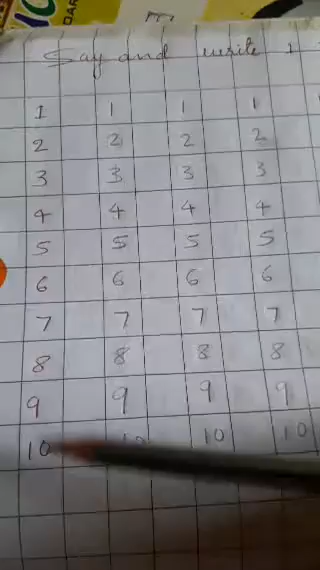 Say and write 1
1 1 1 1
2 2 2 2
3 3 3 3
4 4 4 4
5 5 5 5
6 6 6 6
7 7 7 7
8 8 8 8
9 9 9 9
10 10 10 10